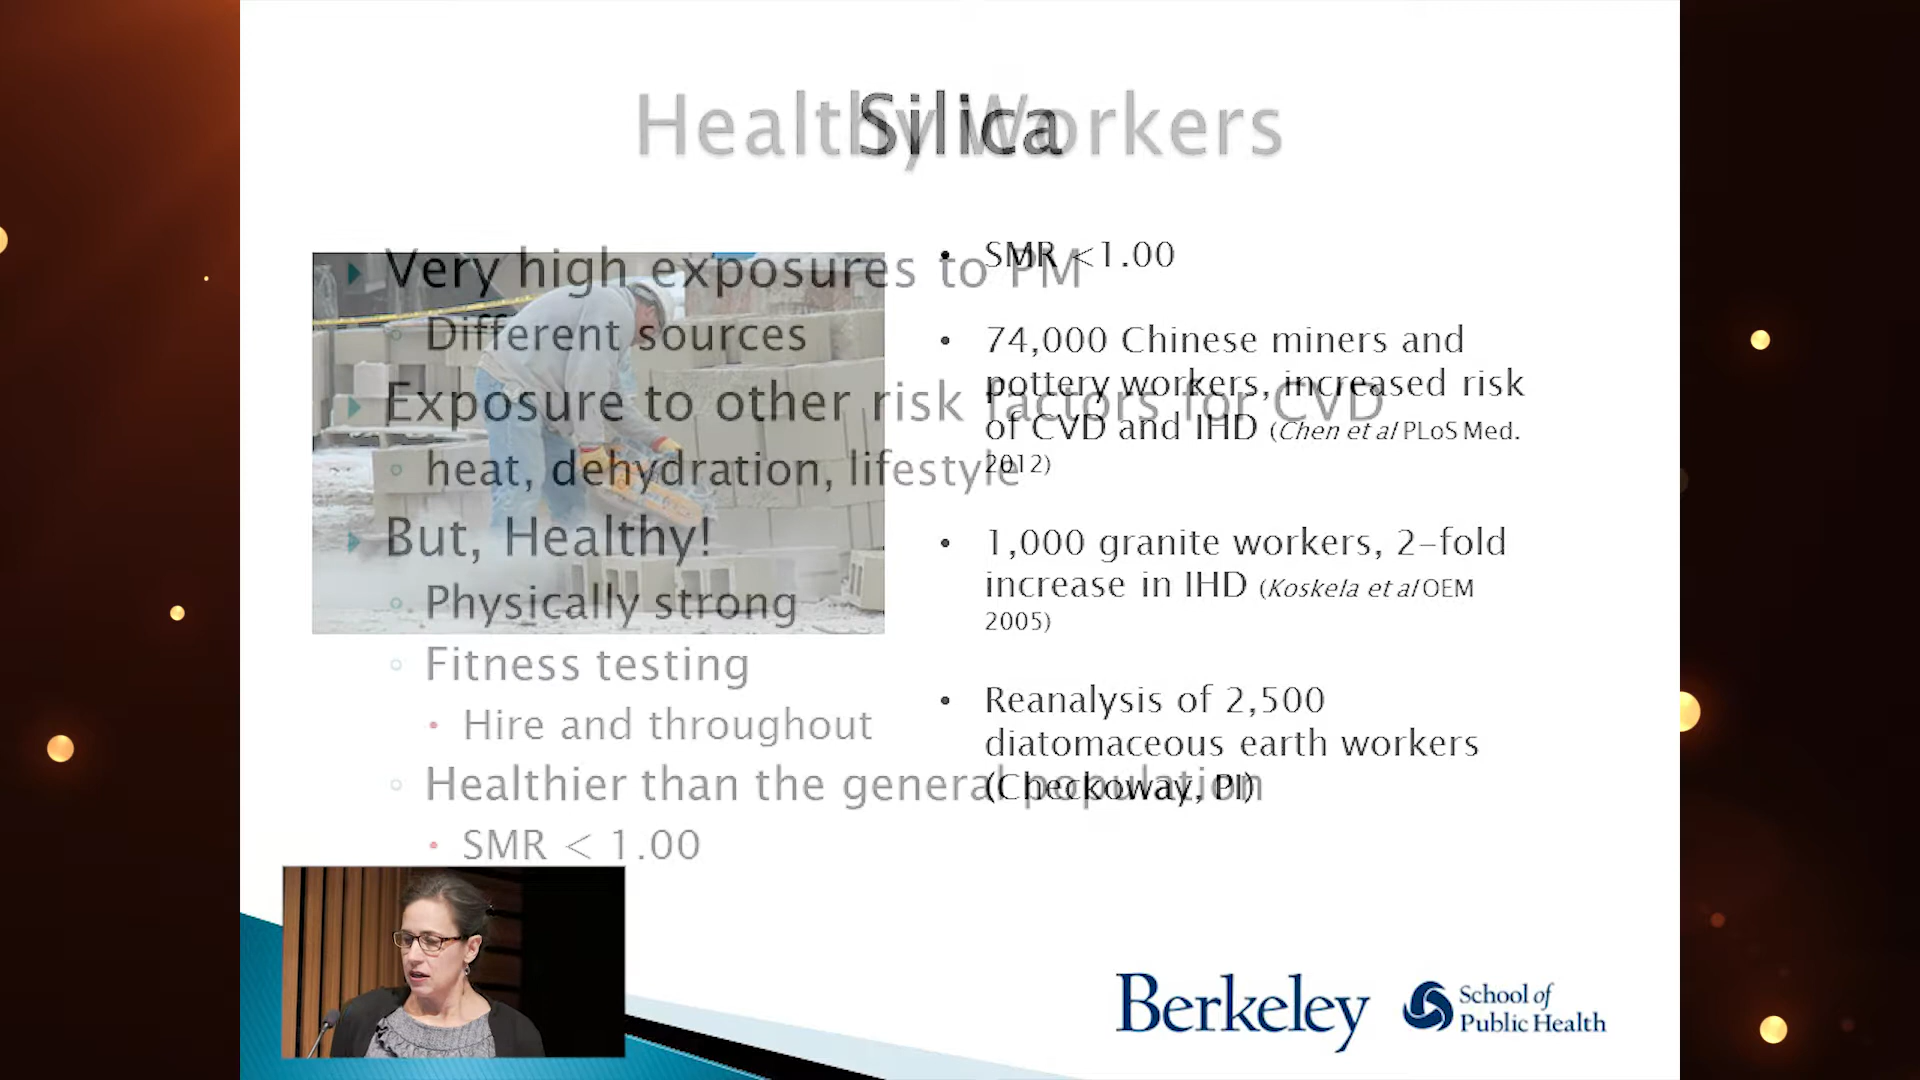 Healthy Workers
Very high exposures to PM
Different sources
Exposure to other risk factors for CVD
heat, dehydration, lifestyle
But, Healthy!
Physically strong
Fitness testing
Hire and throughout
Healthier than the general population
SMR < 1.00
Silica
SMR <1.00
74,000 Chinese miners and
pottery workers, increased risk
of CVD and IHD (Chen et al PLoS Med.
2012)
1,000 granite workers, 2-fold
increase in IHD (Koskela et al OEM
2005)
Reanalysis of 2,500
diatomaceous earth workers
(Checkoway, PI)
Berkeley
School of
Public Health